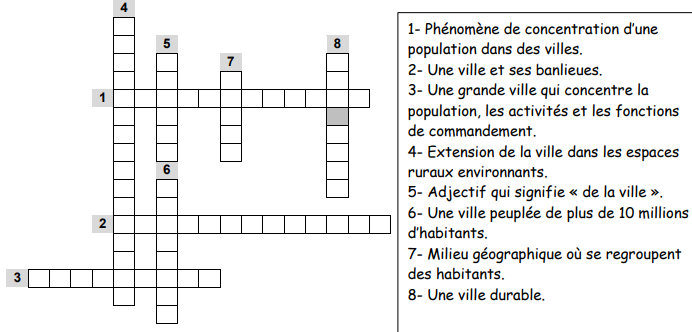 4
5
8
7
1
6
2
3
1- Phénomène de concentration d’une
population dans des villes.
2- Une ville et ses banlieues.
3- Une grande ville qui concentre la
population, les activités et les fonctions
de commandement.
4- Extension de la ville dans les espaces
ruraux environnants.
5- Adjectif qui signifie « de la ville ».
6- Une ville peuplée de plus de 10 millions
d’habitants.
7- Milieu géographique où se regroupent
des habitants.
8- Une ville durable.